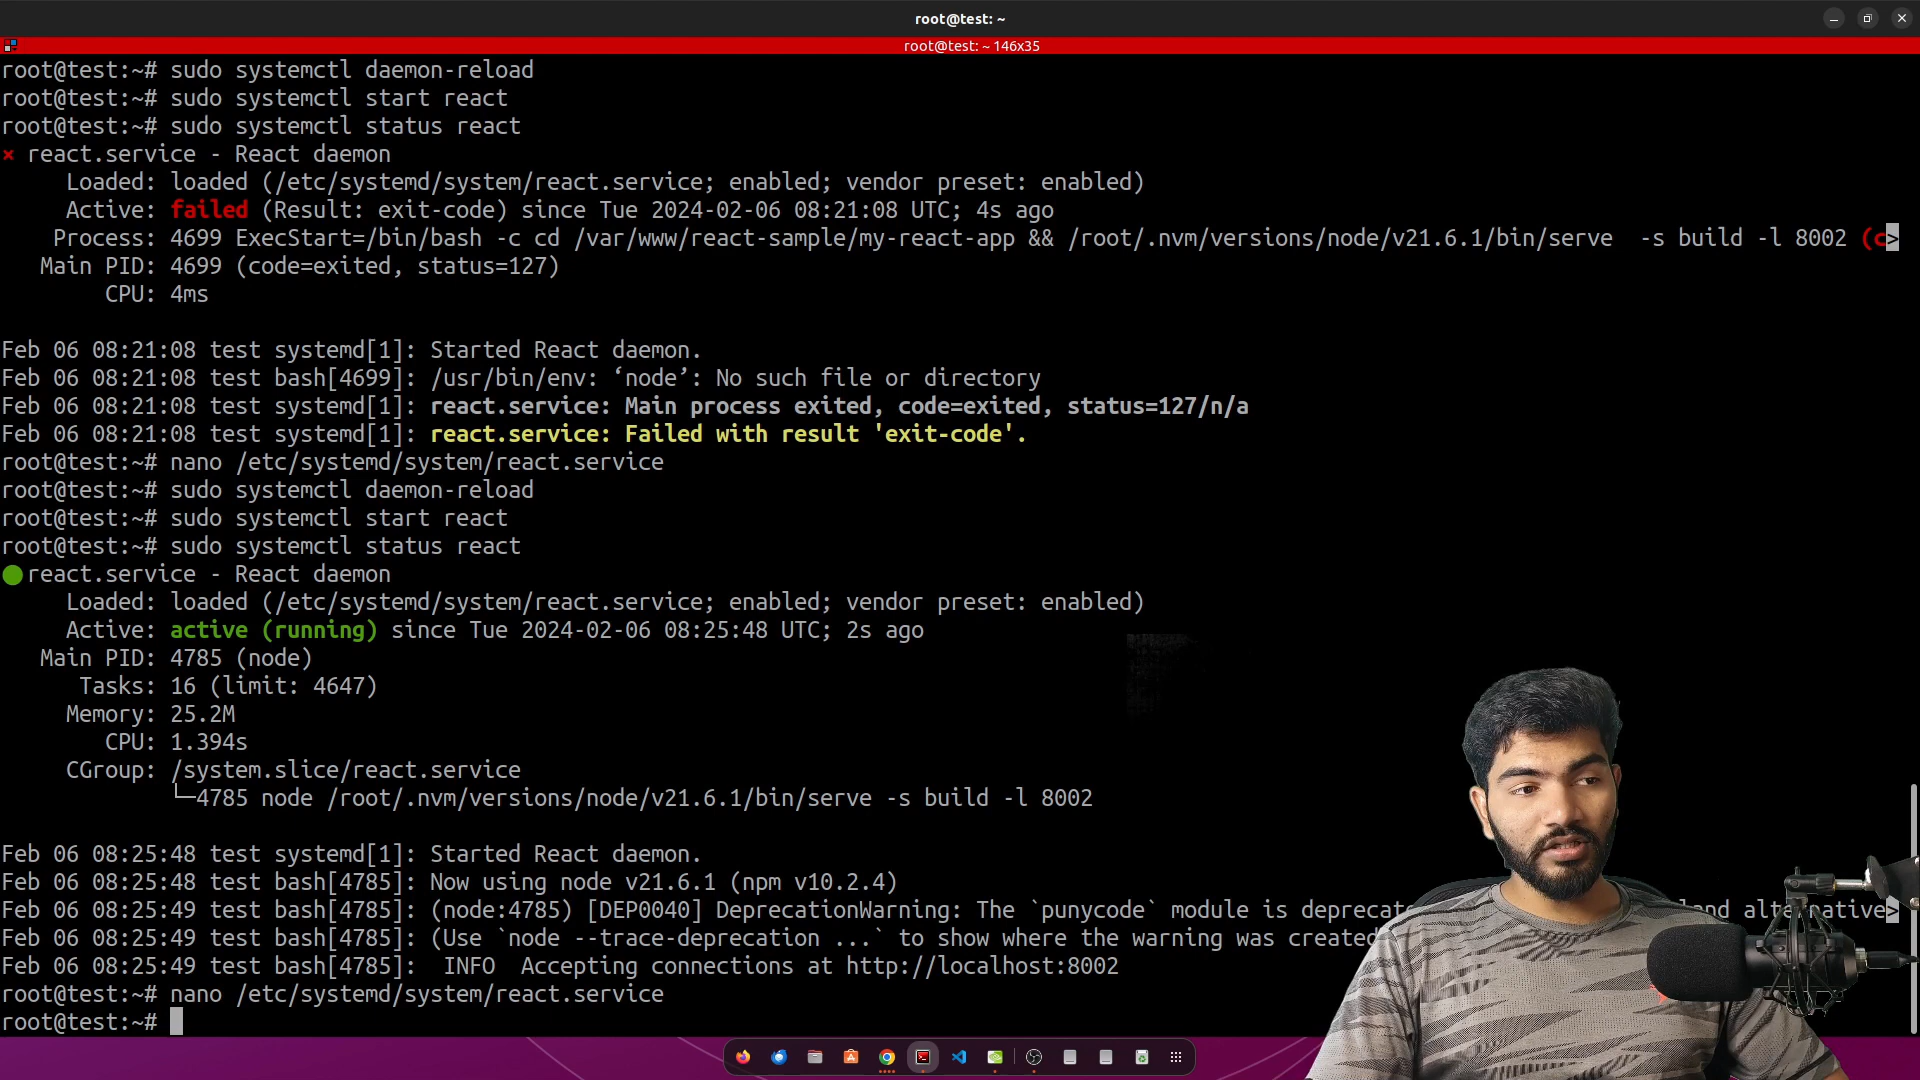 root@test: ~
root@test: ~ 146x35
root@test:~# sudo systemctl daemon-reload
root@test:~# sudo systemctl start react
root@test:~# sudo systemctl status react
× react.service - React daemon
Loaded: loaded (/etc/systemd/system/react.service; enabled; vendor preset: enabled)
Active: failed (Result: exit-code) since Tue 2024-02-06 08:21:08 UTC; 4s ago
Process: 4699 ExecStart=/bin/bash -c cd /var/www/react-sample/my-react-app && /root/.nvm/versions/node/v21.6.1/bin/serve  -s build -l 8002 (c>
Main PID: 4699 (code=exited, status=127)
CPU: 4ms
Feb 06 08:21:08 test systemd[1]: Started React daemon.
Feb 06 08:21:08 test bash[4699]: /usr/bin/env: ‘node’: No such file or directory
Feb 06 08:21:08 test systemd[1]: react.service: Main process exited, code=exited, status=127/n/a
Feb 06 08:21:08 test systemd[1]: react.service: Failed with result 'exit-code'.
root@test:~# nano /etc/systemd/system/react.service
root@test:~# sudo systemctl daemon-reload
root@test:~# sudo systemctl start react
root@test:~# sudo systemctl status react
● react.service - React daemon
Loaded: loaded (/etc/systemd/system/react.service; enabled; vendor preset: enabled)
Active: active (running) since Tue 2024-02-06 08:25:48 UTC; 2s ago
Main PID: 4785 (node)
Tasks: 16 (limit: 4647)
Memory: 25.2M
CPU: 1.394s
CGroup: /system.slice/react.service
└─4785 node /root/.nvm/versions/node/v21.6.1/bin/serve -s build -l 8002
Feb 06 08:25:48 test systemd[1]: Started React daemon.
Feb 06 08:25:48 test bash[4785]: Now using node v21.6.1 (npm v10.2.4)
Feb 06 08:25:49 test bash[4785]: (node:4785) [DEP0040] DeprecationWarning: The `punycode` module is alternative>
Feb 06 08:25:49 test bash[4785]: (Use `node --trace-deprecation ...` to show where the warning was created
Feb 06 08:25:49 test bash[4785]:  INFO  Accepting connections at http://localhost:8002
root@test:~# nano /etc/systemd/system/react.service
root@test:~#